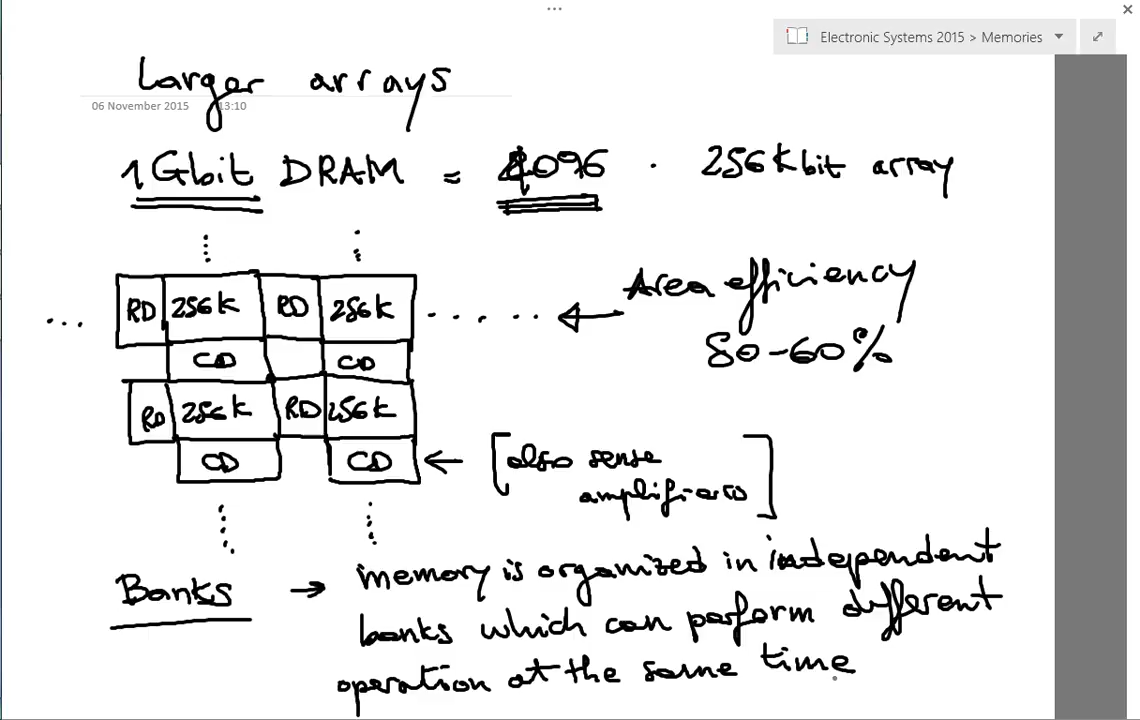 Electronic Systems 2015 > Memories
Larger arrays
06 November 2015 13:10
1Gbit DRAM = 4096 · 256Kbit array
RD 256K RD 256K
Area efficiency
80-60%
CD CD
RD 256K RD 256K
CD CD
[also sense
amplifiers]
Banks → memory is organized in independent
banks which can perform different
operation at the same time